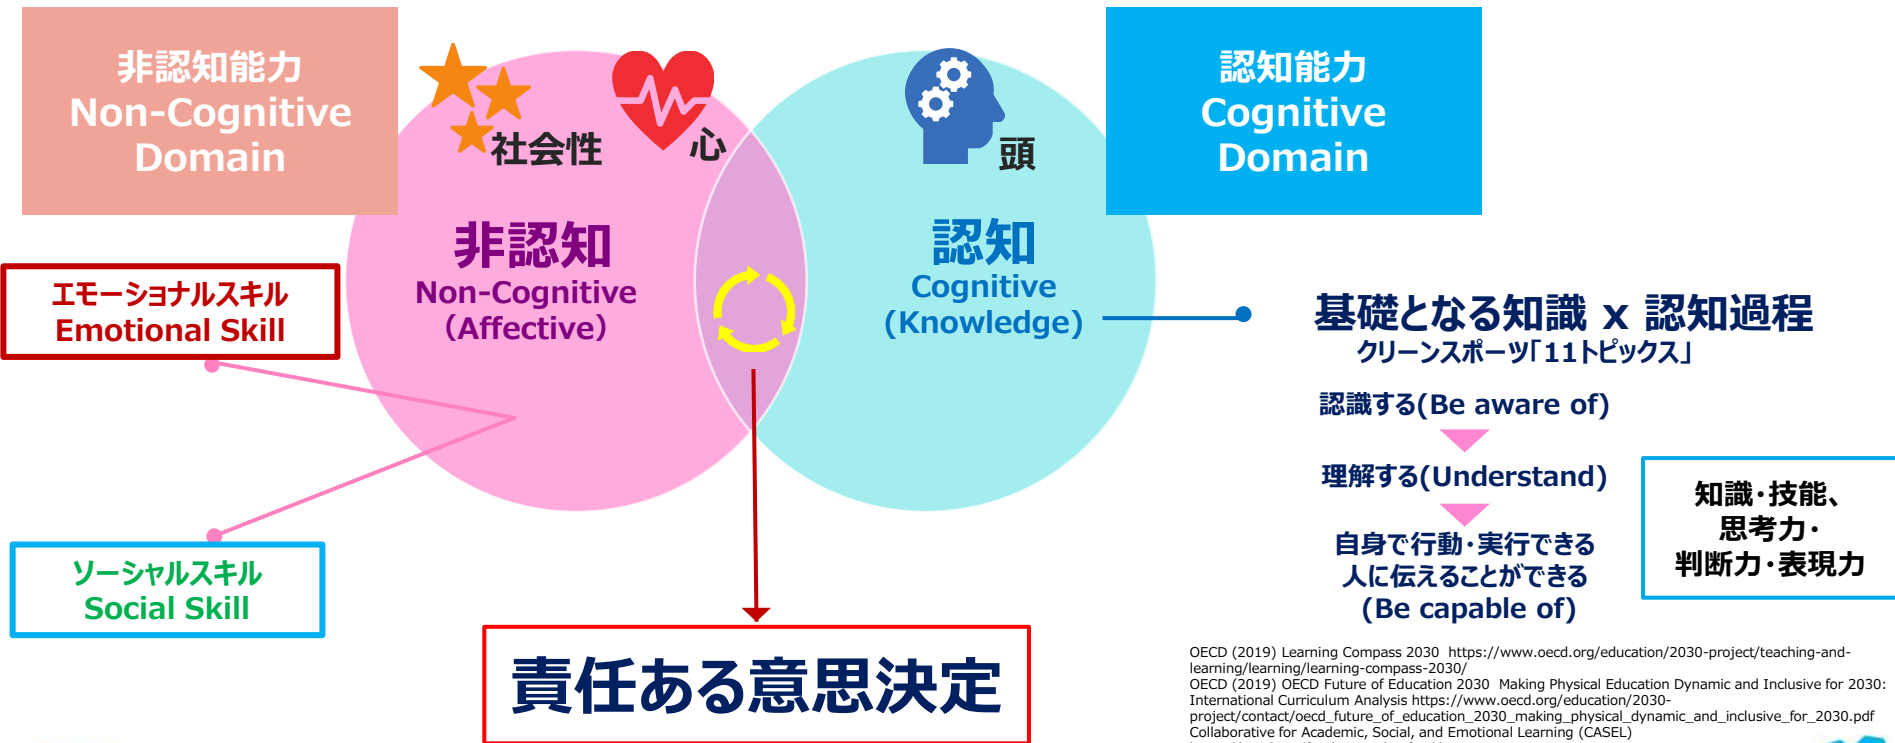 非認知能力
Non-Cognitive
Domain
社会性
心
頭
認知能力
Cognitive
Domain
非認知
Non-Cognitive
(Affective)
認知
Cognitive
(Knowledge)
エモーショナルスキル
Emotional Skill
ソーシャルスキル
Social Skill
責任ある意思決定
基礎となる知識 x 認知過程
クリーンスポーツ「11トピックス」
認識する(Be aware of)
理解する(Understand)
自身で行動・実行できる
人に伝えることができる
(Be capable of)
知識・技能、
思考力・
判断力・表現力
OECD (2019) Learning Compass 2030 https://www.oecd.org/education/2030-project/teaching-and-
learning/learning/learning-compass-2030/
OECD (2019) OECD Future of Education 2030 Making Physical Education Dynamic and Inclusive for 2030:
International Curriculum Analysis https://www.oecd.org/education/2030-
project/contact/oecd_future_of_education_2030_making_physical_dynamic_and_inclusive_for_2030.pdf
Collaborative for Academic, Social, and Emotional Learning (CASEL)